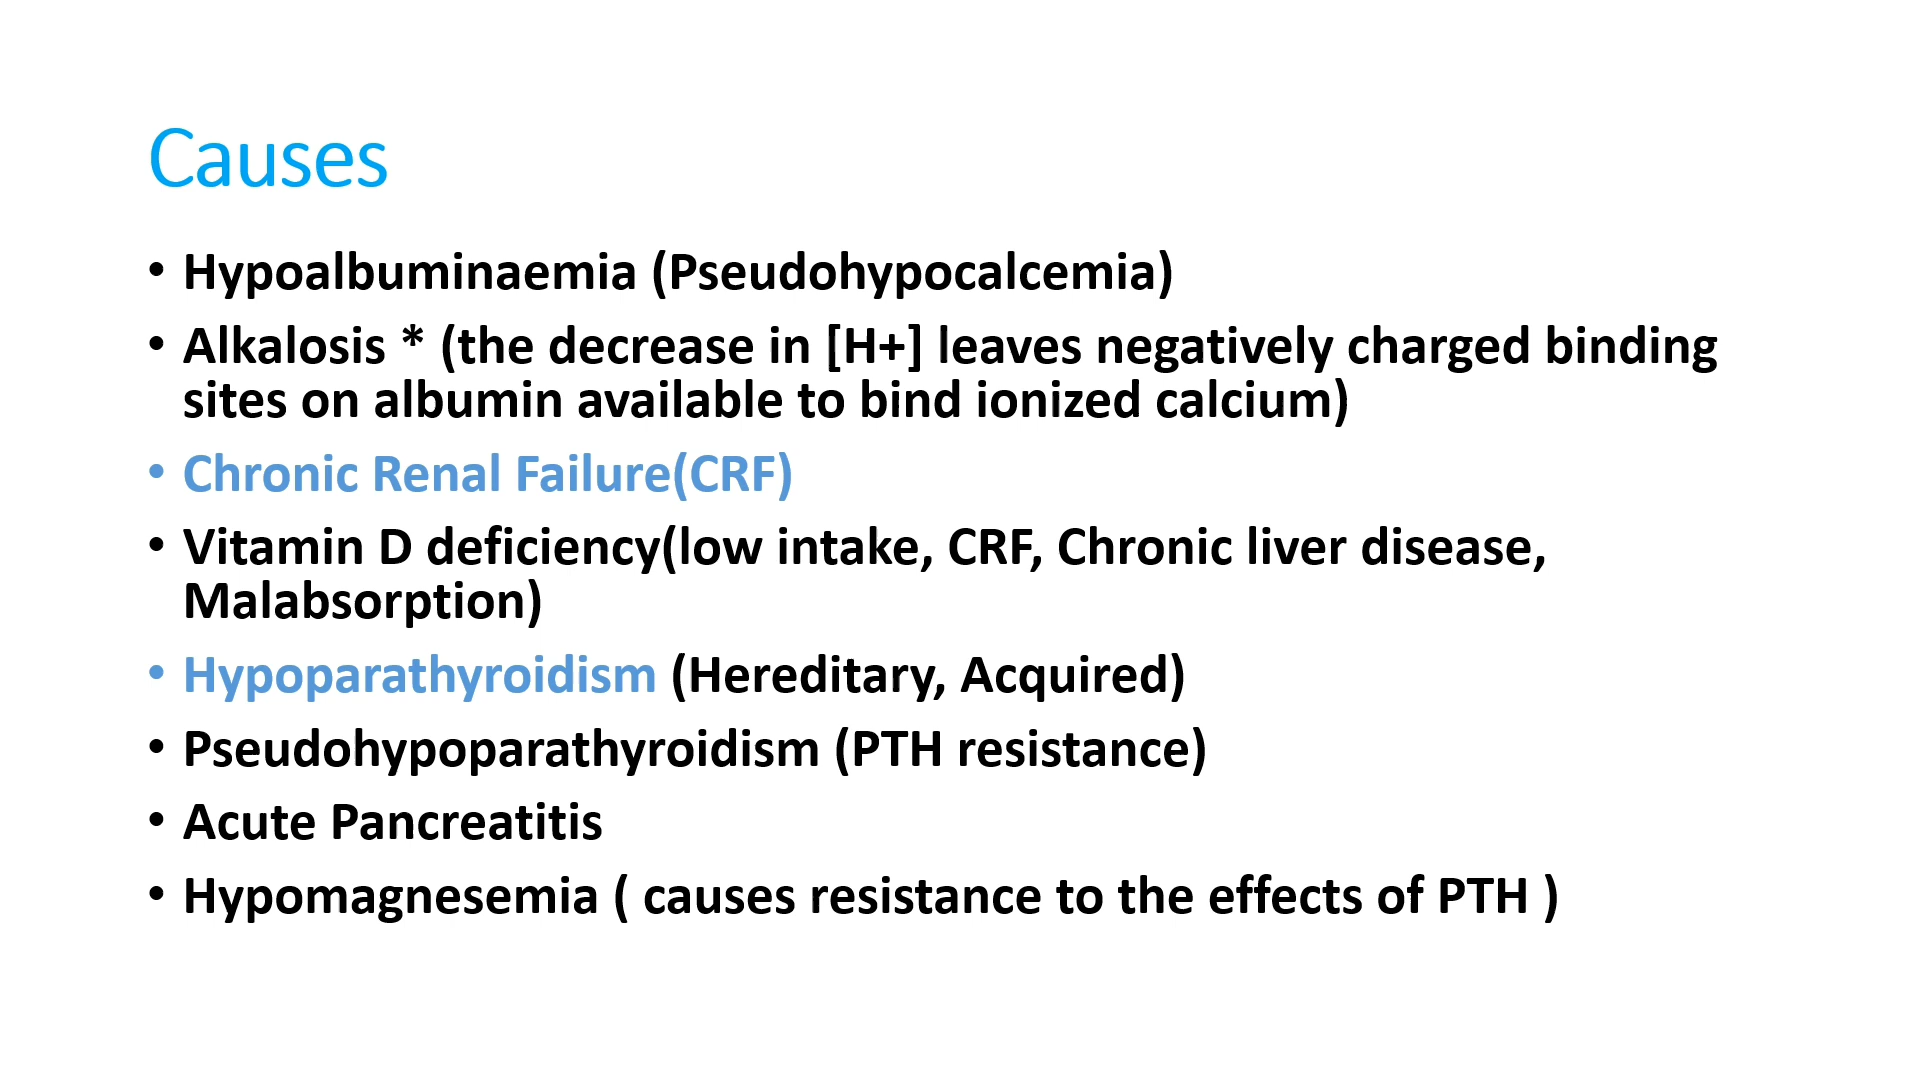 Causes
• Hypoalbuminaemia (Pseudohypocalcemia)
• Alkalosis * (the decrease in [H+] leaves negatively charged binding
sites on albumin available to bind ionized calcium)
• Chronic Renal Failure(CRF)
• Vitamin D deficiency(low intake, CRF, Chronic liver disease,
Malabsorption)
• Hypoparathyroidism (Hereditary, Acquired)
• Pseudohypoparathyroidism (PTH resistance)
• Acute Pancreatitis
• Hypomagnesemia ( causes resistance to the effects of PTH )